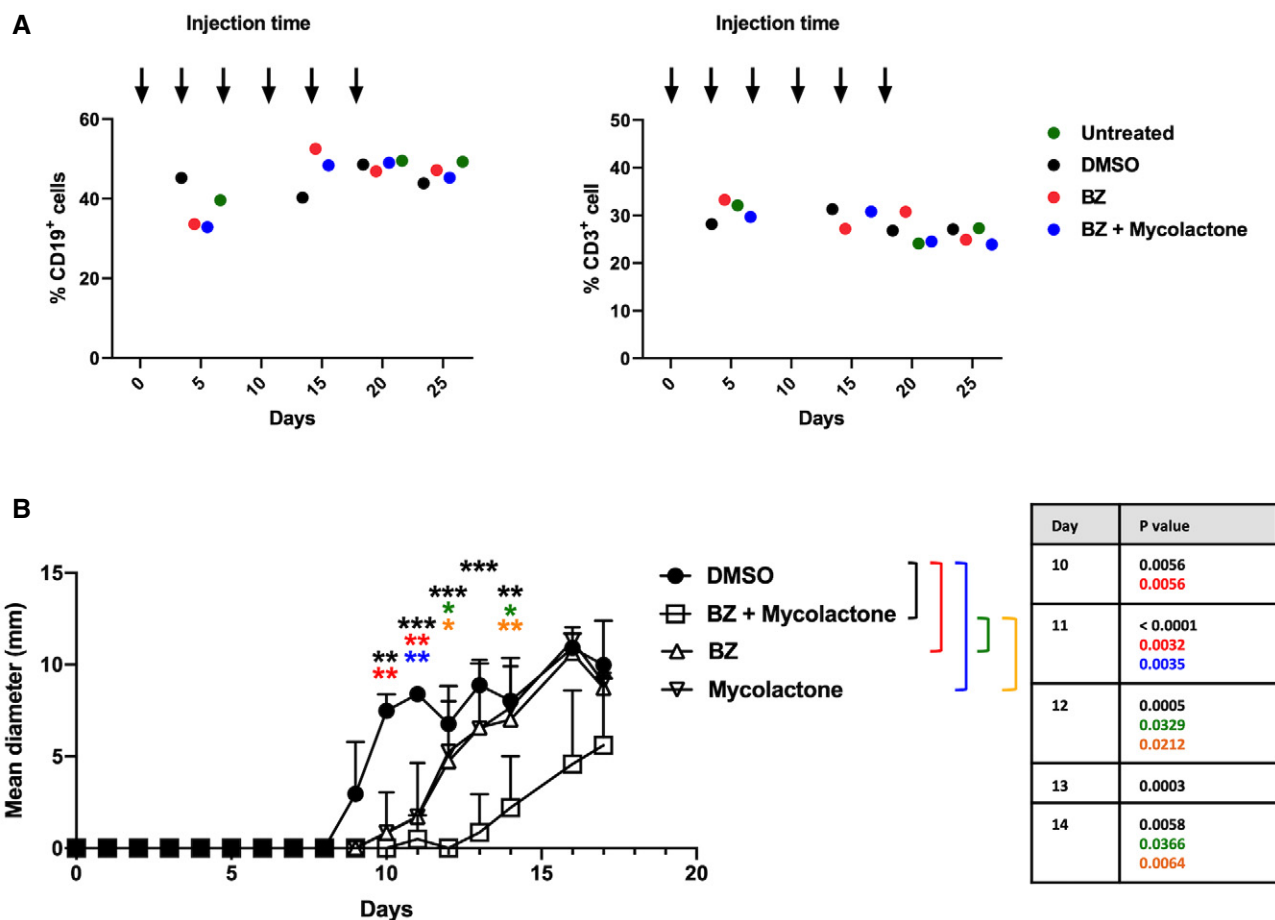 A
Injection time
60
40
20
0
% CD19+ cells
0 5 10 15 20 25
Days
Injection time
50
40
30
20
10
0
% CD3+ cell
0 5 10 15 20 25
Days
Untreated
DMSO
BZ
BZ + Mycolactone
B
15
10
5
0
Mean diameter (mm)
0 5 10 15 20
Days
**
**
***
**
**
***
*
*
***
**
*
**
DMSO
BZ + Mycolactone
BZ
Mycolactone
Day P value
10 0.0056
0.0056
11 < 0.0001
0.0032
0.0035
12 0.0005
0.0329
0.0212
13 0.0003
14 0.0058
0.0366
0.0064